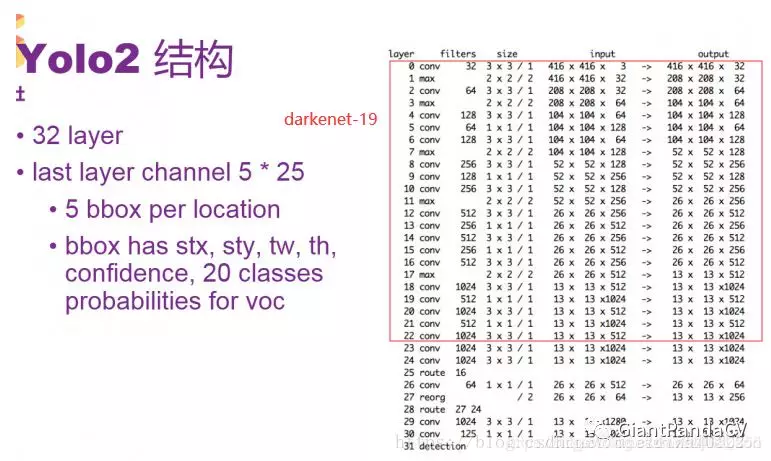 Yolo2 结构
darkenet-19
• 32 layer
• last layer channel 5 * 25
• 5 bbox per location
• bbox has stx, sty, tw, th,
confidence, 20 classes
probabilities for voc
layer filters size input output
0 conv 32 3 x 3 / 1 416 x 416 x 3 -> 416 x 416 x 32
1 max 2 x 2 / 2 416 x 416 x 32 -> 208 x 208 x 32
2 conv 64 3 x 3 / 1 208 x 208 x 32 -> 208 x 208 x 64
3 max 2 x 2 / 2 208 x 208 x 64 -> 104 x 104 x 64
4 conv 128 3 x 3 / 1 104 x 104 x 64 -> 104 x 104 x 128
5 conv 64 1 x 1 / 1 104 x 104 x 128 -> 104 x 104 x 64
6 conv 128 3 x 3 / 1 104 x 104 x 64 -> 104 x 104 x 128
7 max 2 x 2 / 2 104 x 104 x 128 -> 52 x 52 x 128
8 conv 256 3 x 3 / 1 52 x 52 x 128 -> 52 x 52 x 256
9 conv 128 1 x 1 / 1 52 x 52 x 256 -> 52 x 52 x 128
10 conv 256 3 x 3 / 1 52 x 52 x 128 -> 52 x 52 x 256
11 max 2 x 2 / 2 52 x 52 x 256 -> 26 x 26 x 256
12 conv 512 3 x 3 / 1 26 x 26 x 256 -> 26 x 26 x 512
13 conv 256 1 x 1 / 1 26 x 26 x 512 -> 26 x 26 x 256
14 conv 512 3 x 3 / 1 26 x 26 x 256 -> 26 x 26 x 512
15 conv 256 1 x 1 / 1 26 x 26 x 512 -> 26 x 26 x 256
16 conv 512 3 x 3 / 1 26 x 26 x 256 -> 26 x 26 x 512
17 max 2 x 2 / 2 26 x 26 x 512 -> 13 x 13 x 512
18 conv 1024 3 x 3 / 1 13 x 13 x 512 -> 13 x 13 x1024
19 conv 512 1 x 1 / 1 13 x 13 x1024 -> 13 x 13 x 512
20 conv 1024 3 x 3 / 1 13 x 13 x 512 -> 13 x 13 x1024
21 conv 512 1 x 1 / 1 13 x 13 x1024 -> 13 x 13 x 512
22 conv 1024 3 x 3 / 1 13 x 13 x 512 -> 13 x 13 x1024
23 conv 1024 3 x 3 / 1 13 x 13 x1024 -> 13 x 13 x1024
24 conv 1024 3 x 3 / 1 13 x 13 x1024 -> 13 x 13 x1024
25 route 16
26 conv 64 1 x 1 / 1 26 x 26 x 512 -> 26 x 26 x 64
27 reorg / 2 26 x 26 x 64 -> 13 x 13 x 256
28 route 27 24
29 conv 1024 3 x 3 / 1 13 x 13 x1280 -> 13 x 13 x1024
30 conv 125 1 x 1 / 1 13 x
31 detection
GiantPandaCV